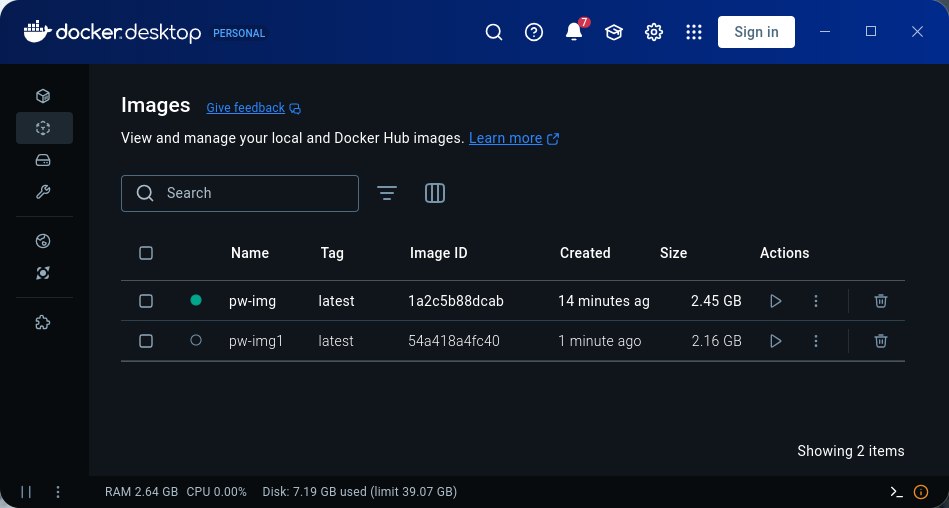 docker.desktop PERSONAL 7 Sign in
Images Give feedback
View and manage your local and Docker Hub images. Learn more
Search
Name Tag Image ID Created Size Actions
pw-img latest 1a2c5b88dcab 14 minutes ag 2.45 GB
pw-img1 latest 54a418a4fc40 1 minute ago 2.16 GB
Showing 2 items
RAM 2.64 GB CPU 0.00% Disk: 7.19 GB used (limit 39.07 GB)